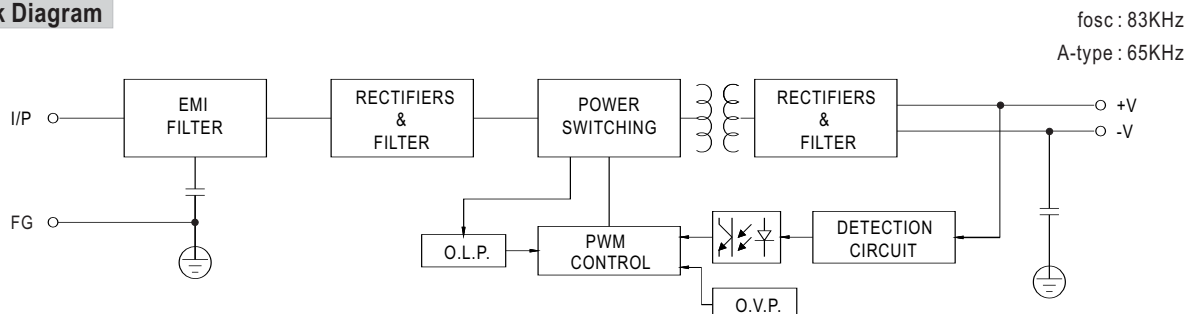 k Diagram
fosc : 83KHz
A-type : 65KHz
I/P
EMI
FILTER
RECTIFIERS
&
FILTER
POWER
SWITCHING
RECTIFIERS
&
FILTER
+V
-V
FG
O.L.P.
PWM
CONTROL
DETECTION
CIRCUIT
O.V.P.